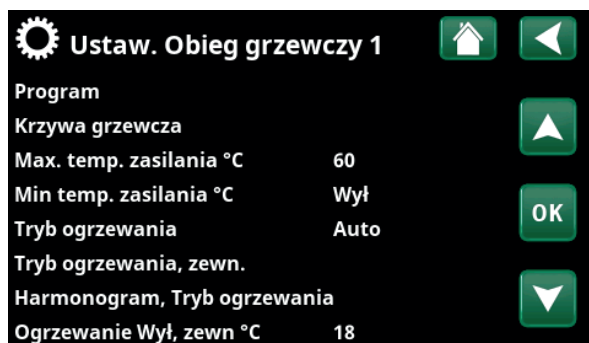 Ustaw. Obieg grzewczy 1
Program
Krzywa grzewcza
Max. temp. zasilania °C 60
Min temp. zasilania °C Wył
Tryb ogrzewania Auto
OK
Tryb ogrzewania, zewn.
Harmonogram, Tryb ogrzewania
Ogrzewanie Wył, zewn °C 18